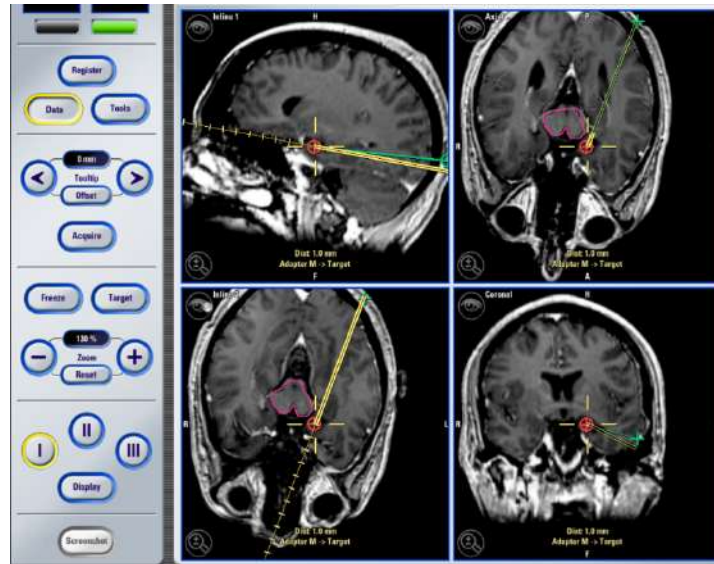 Register
Data
Tools
0 mm
Tooltip
Offset
Acquire
Freeze
Target
130 %
Zoom
Reset
I
II
III
Display
Screenshot
Inline 1
H
Dist: 1.0 mm
Adapter M -> Target
F
P
R
Dist: 1.0 mm
Adapter M -> Target
A
R
L
Dist: 1.0 mm
Adapter M -> Target
Coronal
H
R
Dist: 1.0 mm
Adapter M -> Target
F